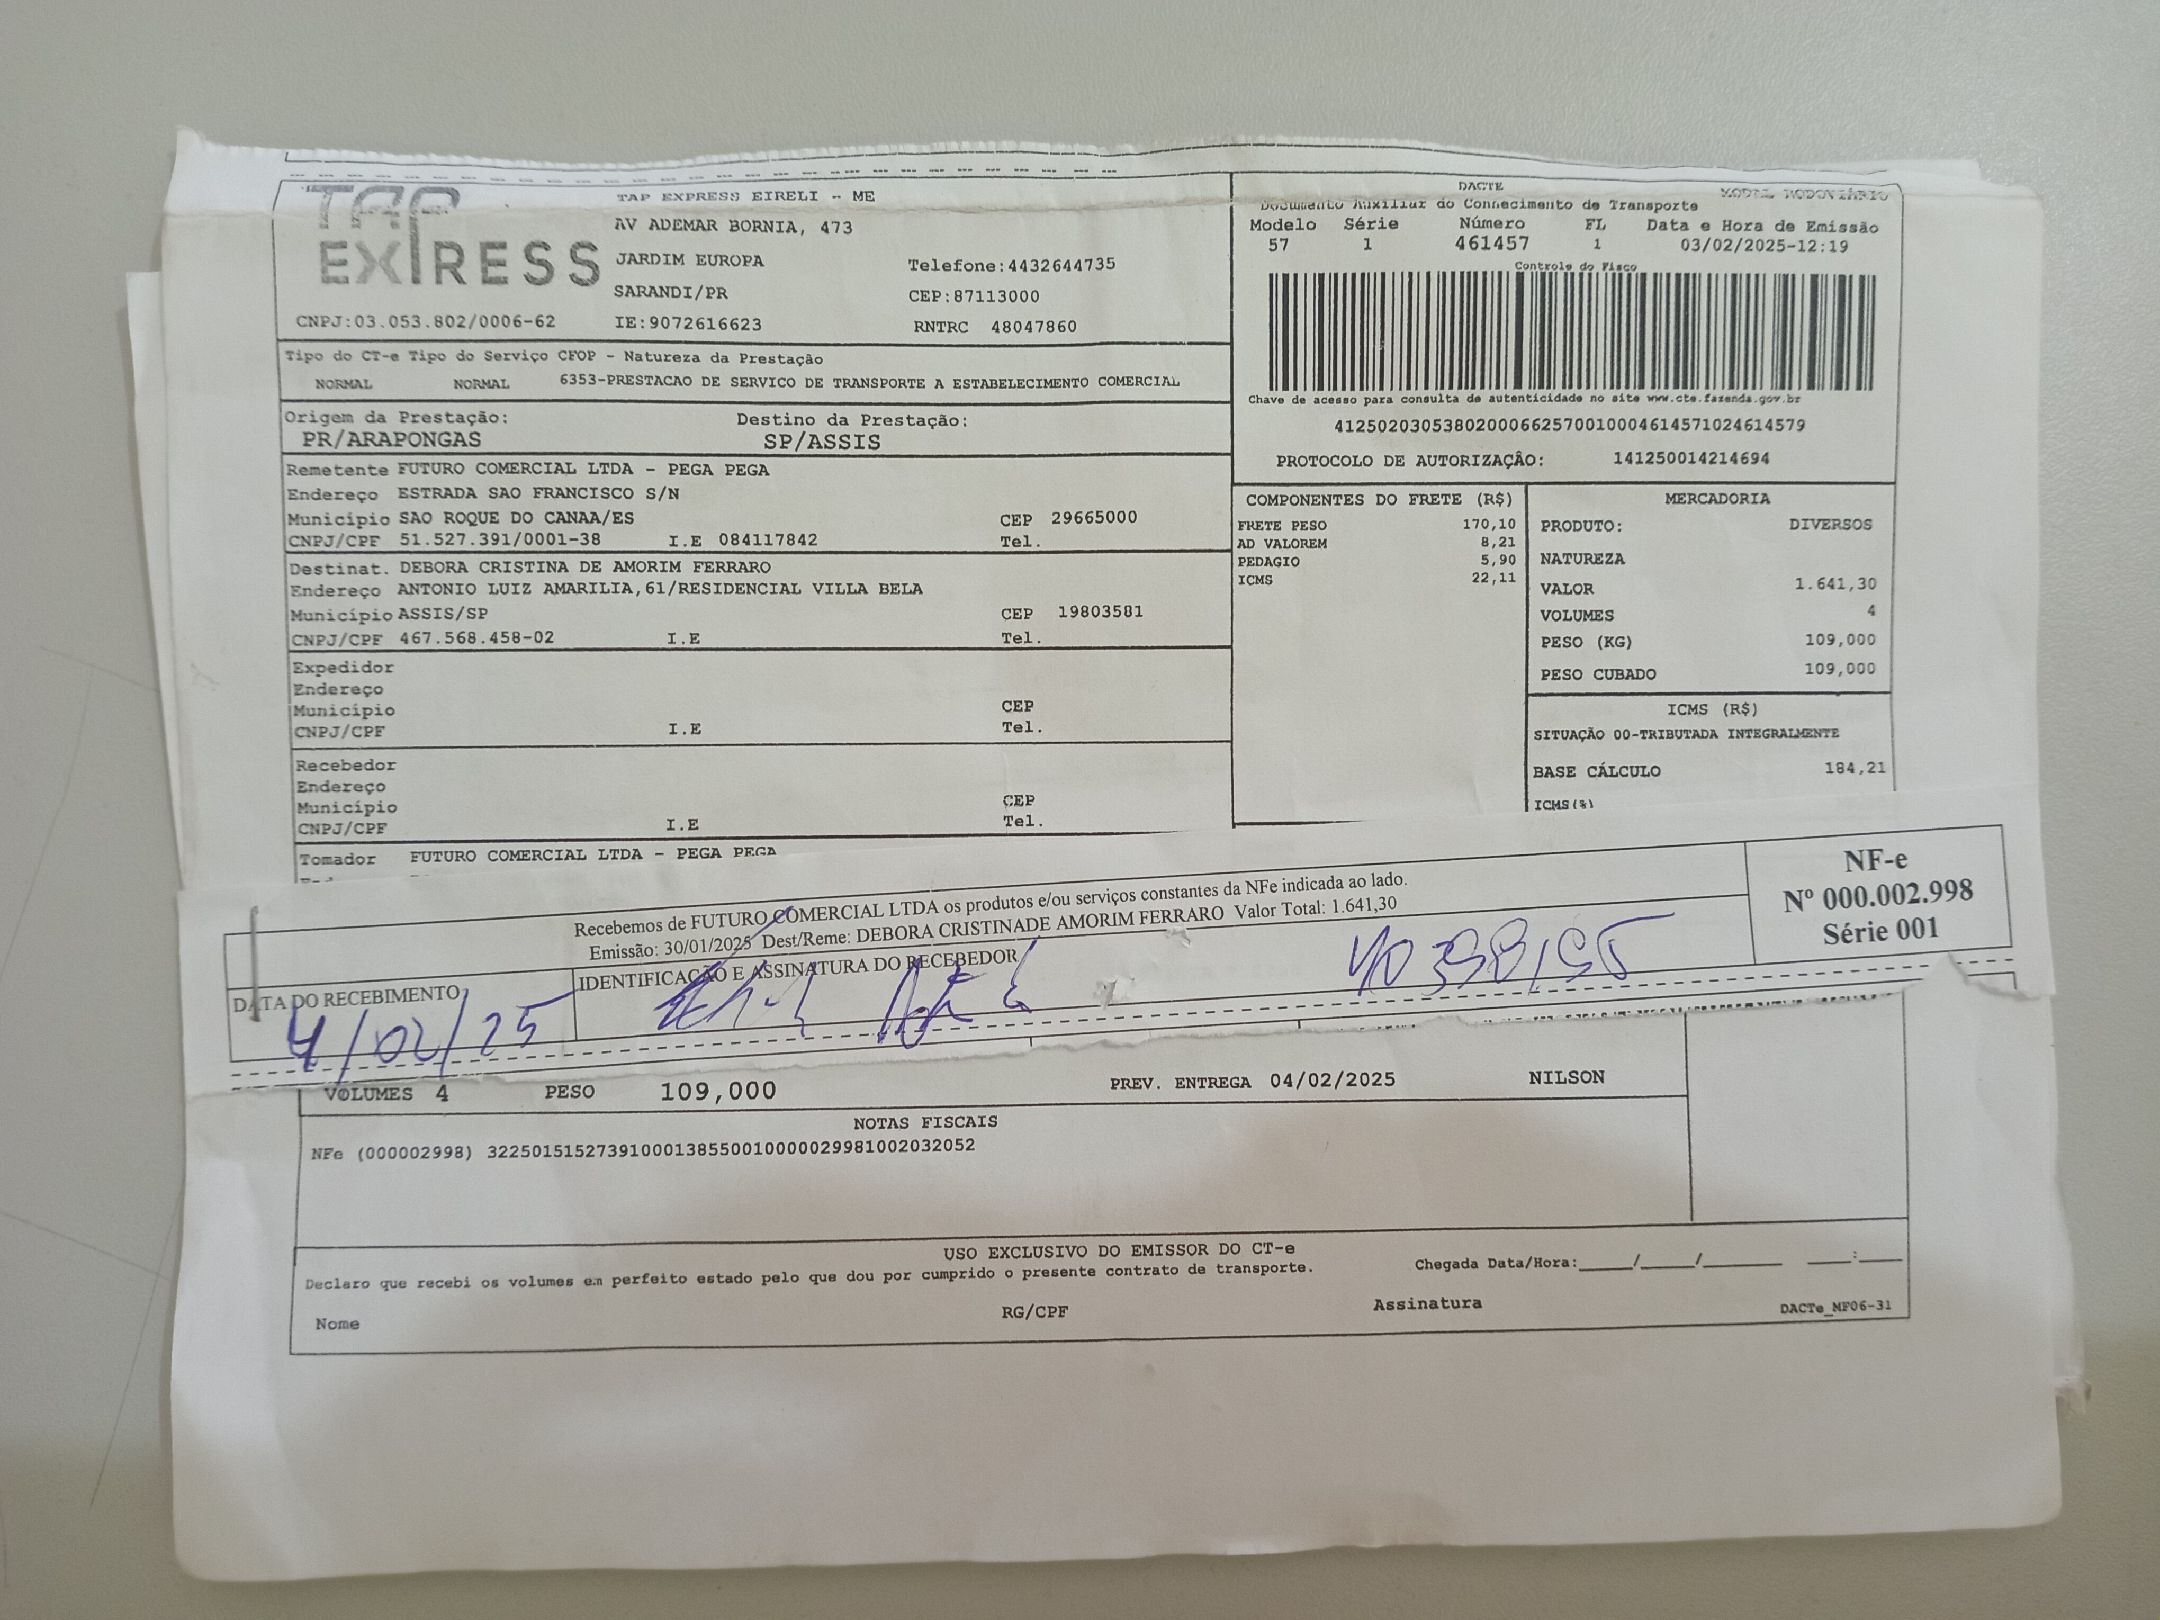 TAP EXPRESS
TAP EXPRESS EIRELI - ME
AV ADEMAR BORNIA, 473
JARDIM EUROPA Telefone:4432644735
SARANDI/PR CEP:87113000
CNPJ:03.053.802/0006-62 IE:9072616623 RNTRC 48047860
DACTE MODAL RODOVIÁRIO
Documento Auxiliar do Conhecimento de Transporte
Modelo Série Número FL Data e Hora de Emissão
57 1 461457 1 03/02/2025-12:19
Controle do Fisco
Chave de acesso para consulta de autenticidade no site www.cte.fazenda.gov.br
41250203053802000662570010004614571024614579
PROTOCOLO DE AUTORIZAÇÃO: 141250014214694
Tipo do CT-e Tipo do Serviço CFOP - Natureza da Prestação
NORMAL NORMAL 6353-PRESTACAO DE SERVICO DE TRANSPORTE A ESTABELECIMENTO COMERCIAL
Origem da Prestação: Destino da Prestação:
PR/ARAPONGAS SP/ASSIS
Remetente FUTURO COMERCIAL LTDA - PEGA PEGA
Endereço ESTRADA SAO FRANCISCO S/N
Município SAO ROQUE DO CANAA/ES CEP 29665000
CNPJ/CPF 51.527.391/0001-38 I.E 084117842 Tel.
Destinat. DEBORA CRISTINA DE AMORIM FERRARO
Endereço ANTONIO LUIZ AMARILIA,61/RESIDENCIAL VILLA BELA
Município ASSIS/SP CEP 19803581
CNPJ/CPF 467.568.458-02 I.E Tel.
Expedidor
Endereço
Município CEP
CNPJ/CPF I.E Tel.
Recebedor
Endereço
Município CEP
CNPJ/CPF I.E Tel.
Tomador FUTURO COMERCIAL LTDA - PEGA PEGA
COMPONENTES DO FRETE (R$)
FRETE PESO 170,10
AD VALOREM 8,21
PEDAGIO 5,90
ICMS 22,11
MERCADORIA
PRODUTO: DIVERSOS
NATUREZA
VALOR 1.641,30
VOLUMES 4
PESO (KG) 109,000
PESO CUBADO 109,000
ICMS (R$)
SITUAÇÃO 00-TRIBUTADA INTEGRALMENTE
BASE CÁLCULO 184,21
ICMS(%)
Recebemos de FUTURO COMERCIAL LTDA os produtos e/ou serviços constantes da NFe indicada ao lado.
Emissão: 30/01/2025 Dest/Reme: DEBORA CRISTINADE AMORIM FERRARO Valor Total: 1.641,30
DATA DO RECEBIMENTO IDENTIFICAÇÃO E ASSINATURA DO RECEBEDOR
4/02/25
NF-e
Nº 000.002.998
Série 001
VOLUMES 4 PESO 109,000 PREV. ENTREGA 04/02/2025 NILSON
NOTAS FISCAIS
NFe (000002998) 32250151527391000138550010000029981002032052
USO EXCLUSIVO DO EMISSOR DO CT-e
Declaro que recebi os volumes em perfeito estado pelo que dou por cumprido o presente contrato de transporte. Chegada Data/Hora:____/____/______ ____:____
Nome RG/CPF Assinatura DACTe_MF06-31